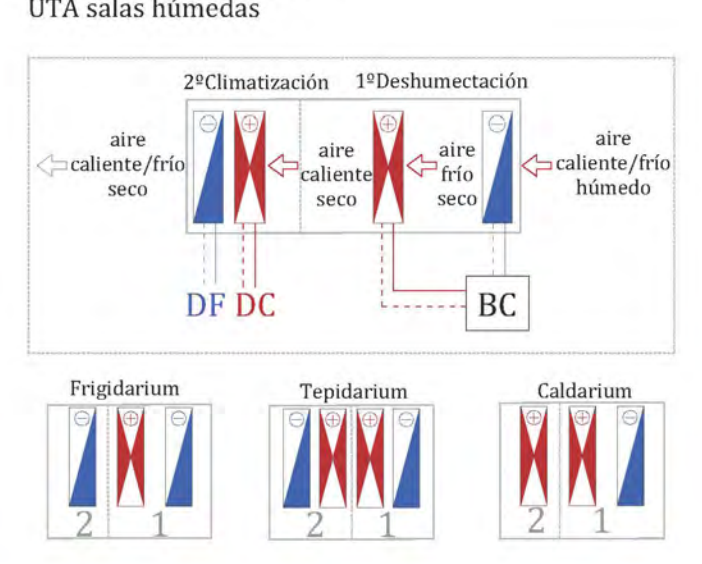 UTA salas húmedas
2ºClimatización
1ºDeshumectación
aire
caliente/frío
seco
aire
caliente
seco
aire
frío
seco
aire
caliente/frío
húmedo
DF
DC
BC
Frigidarium
2
1
Tepidarium
2
1
Caldarium
2
1